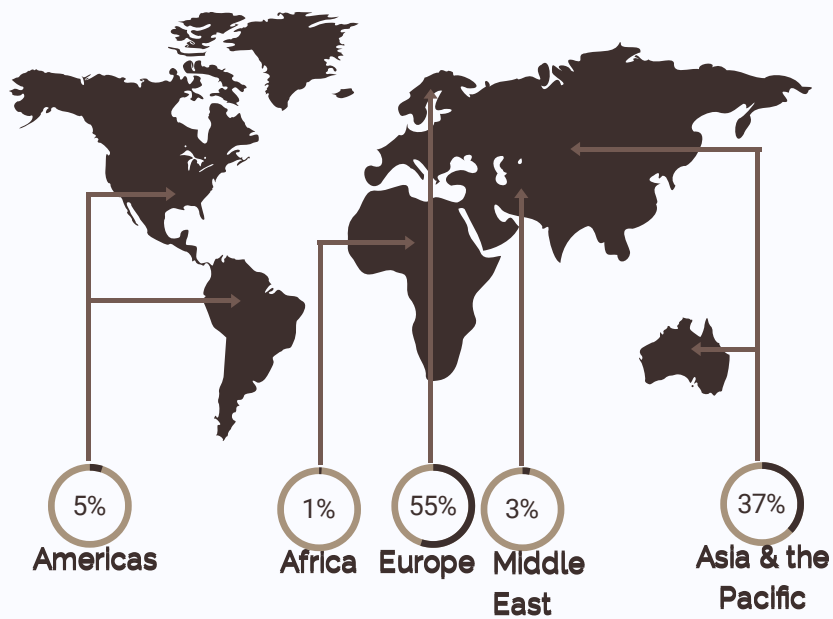 5%
Americas
1%
Africa
55%
Europe
3%
Middle
East
37%
Asia & the
Pacific